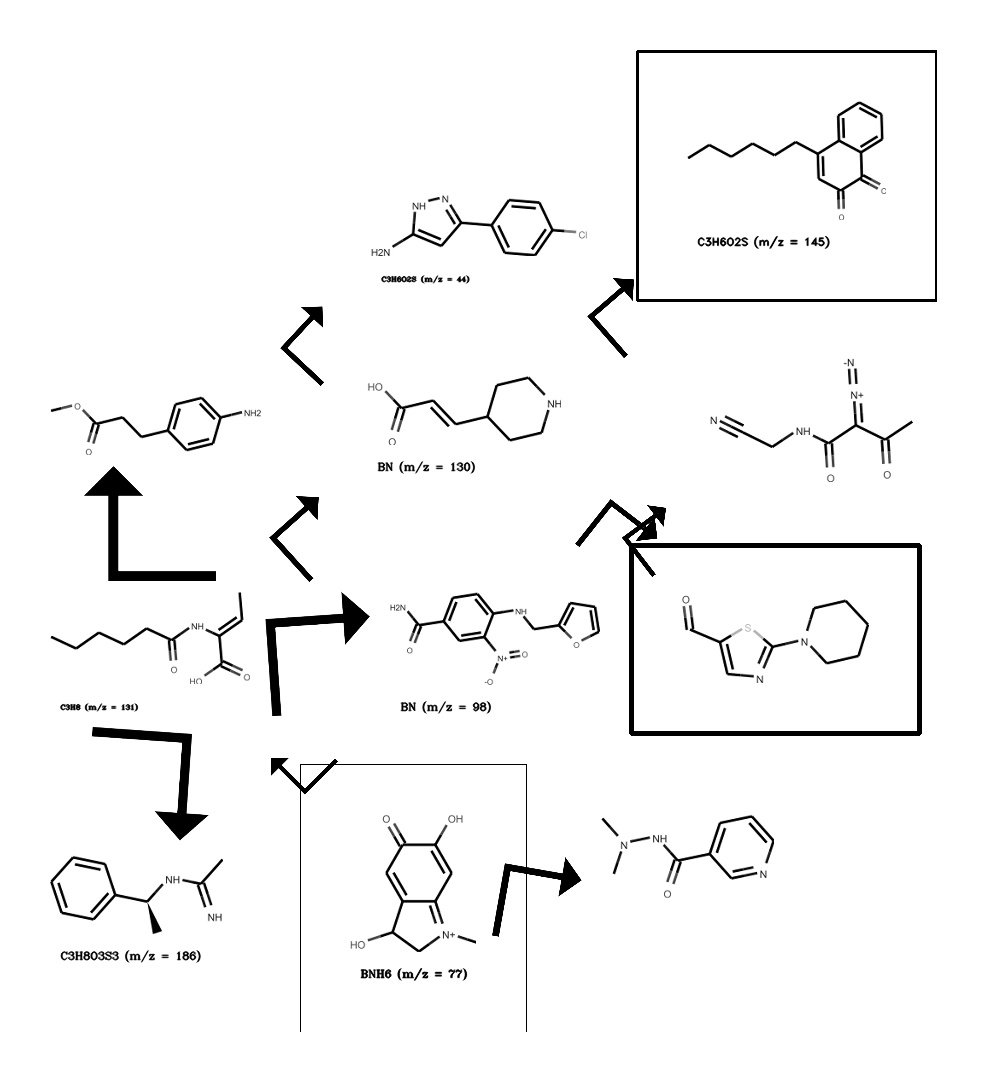 O
O
C3H6O2S (m/z = 145)
NH
N
H2N
Cl
C3H6O2S (m/z = 44)
O
O
NH2
HO
O
NH
BN (m/z = 130)
-N
N+
N
NH
O
O
NH
O
HO
O
C3H8 (m/z = 131)
H2N
O
NH
N+
O
-O
O
BN (m/z = 98)
O
S
N
N
NH
NH
C3H8O3S3 (m/z = 186)
O
OH
HO
N+
BNH6 (m/z = 77)
N
NH
O
N